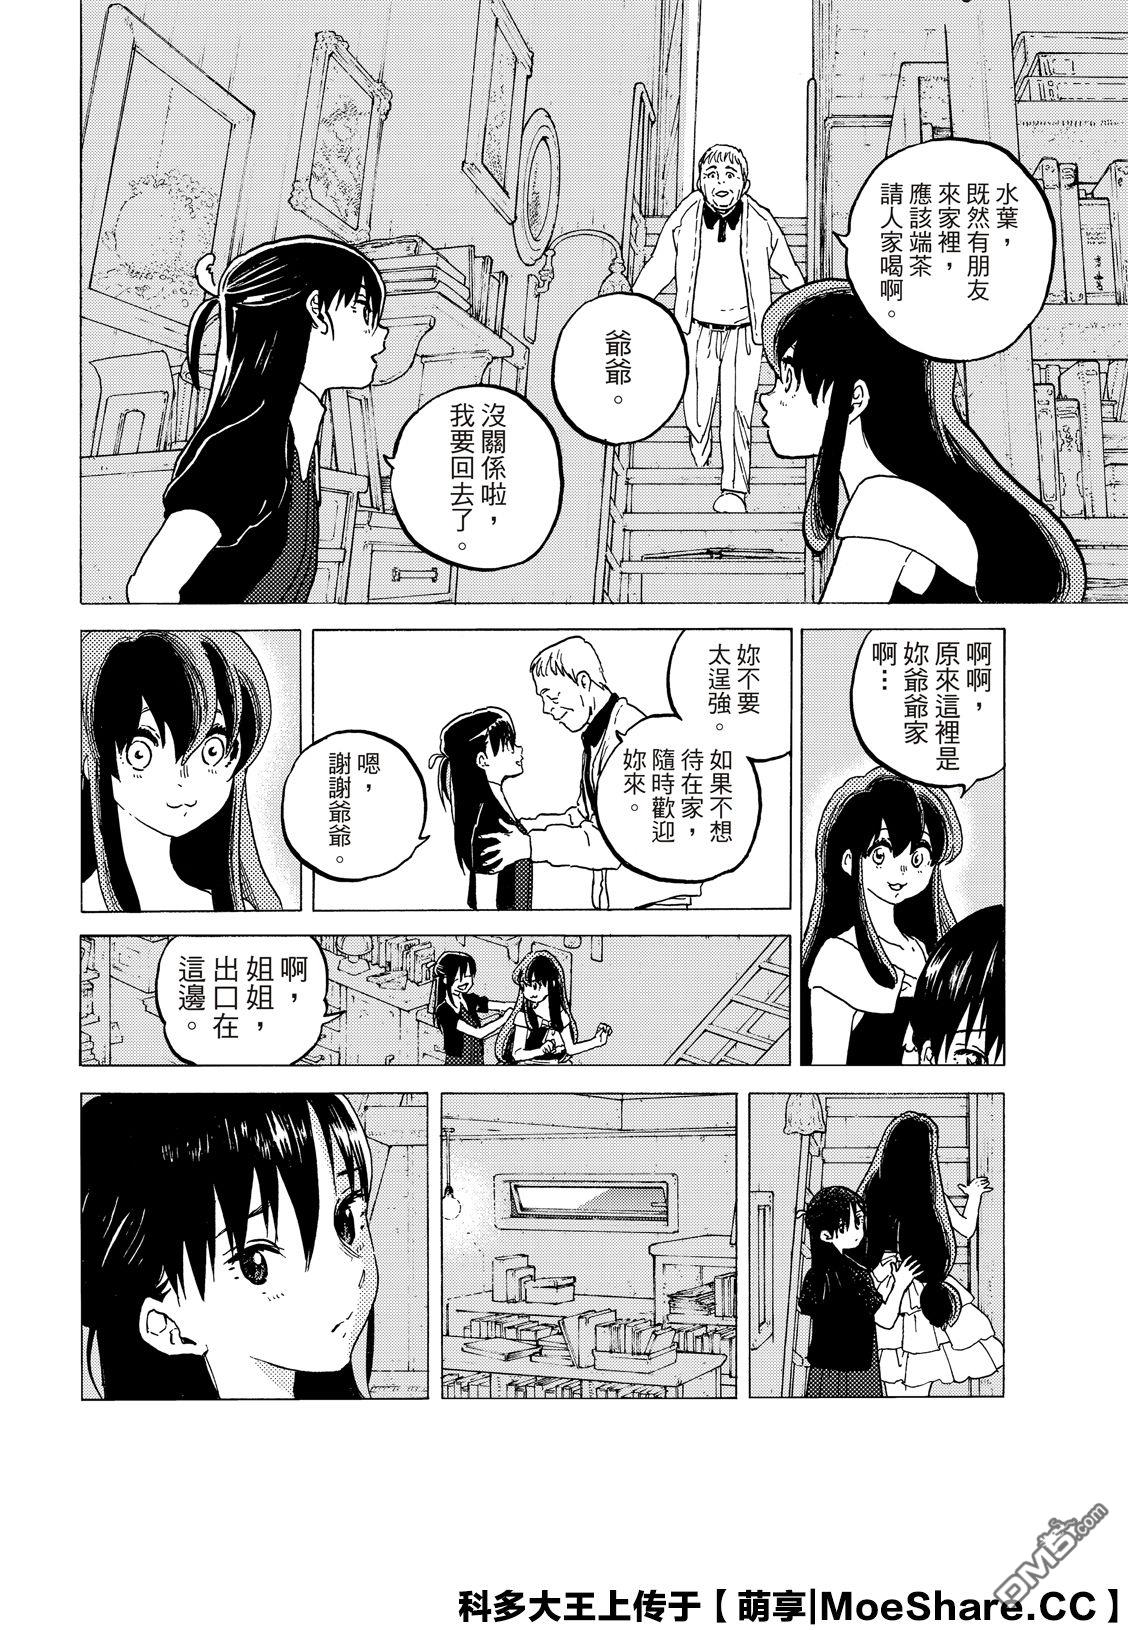 水葉，
既然有朋友
來家裡，
應該端茶
請人家喝啊。
爺爺。
沒關係啦，
我要回去了。
啊啊，
原來這裡是
妳爺爺家
啊…
妳不要
太逞強。
如果不想
待在家，
隨時歡迎
妳來。
嗯，
謝謝爺爺。
啊，
姐姐，
出口在
這邊。
DM5.com
科多大王上传于【萌享|MoeShare.CC】